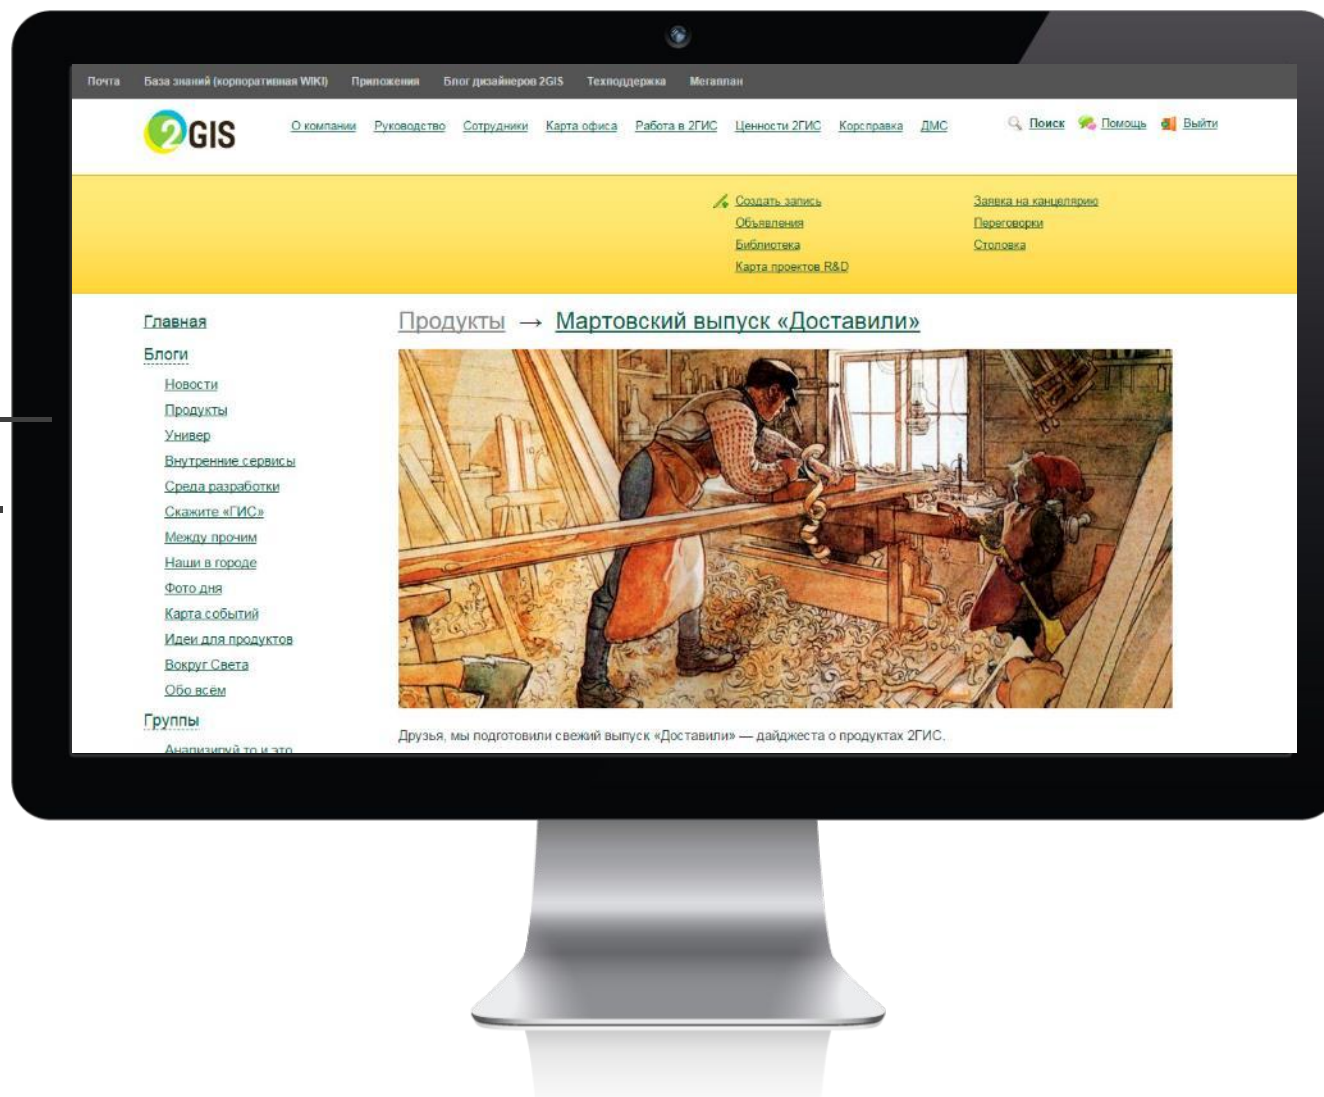 Почта База знаний (корпоративная WIKI) Приложения Блог дизайнеров 2GIS Техподдержка Мегаплан
2GIS О компании Руководство Сотрудники Карта офиса Работа в 2ГИС Ценности 2ГИС Корсправка ДМС Поиск Помощь Выйти
Создать запись Заявка на канцелярию
Объявления Переговорки
Библиотека Столовка
Карта проектов R&D
Главная
Блоги
Новости
Продукты
Универ
Внутренние сервисы
Среда разработки
Скажите «ГИС»
Между прочим
Наши в городе
Фото дня
Карта событий
Идеи для продуктов
Вокруг Света
Обо всём
Группы
Анализируй то и это
Продукты → Мартовский выпуск «Доставили»
Друзья, мы подготовили свежий выпуск «Доставили» — дайджеста о продуктах 2ГИС.